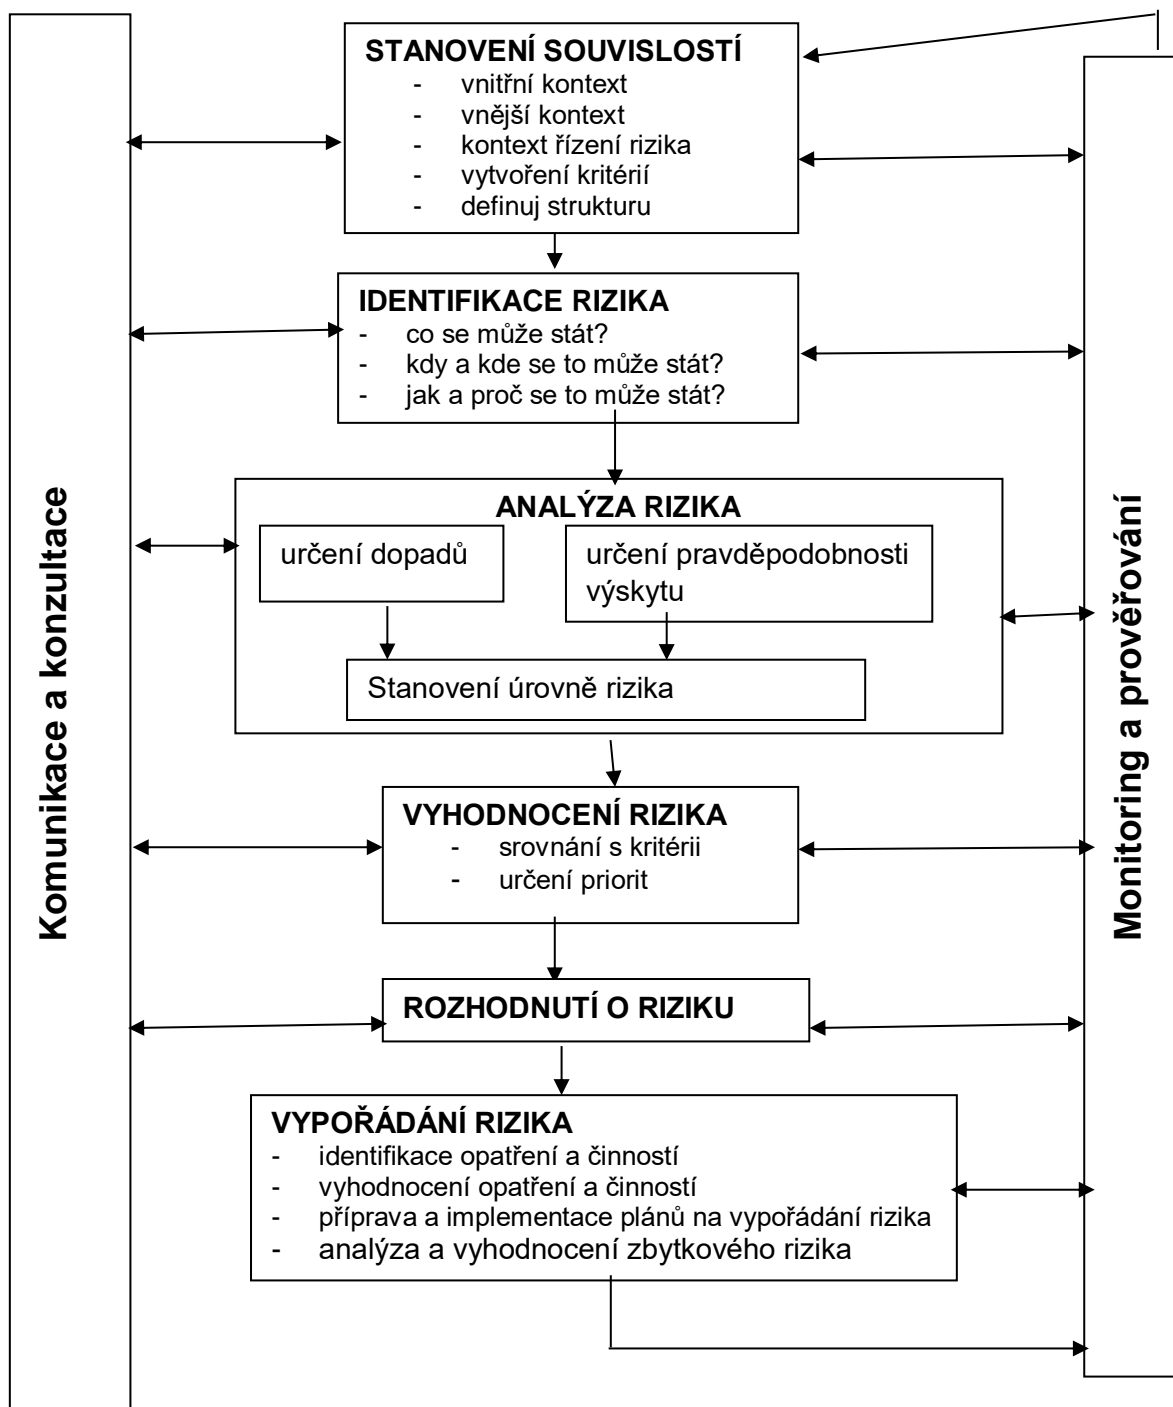 STANOVENÍ SOUVISLOSTÍ
- vnitřní kontext
- vnější kontext
- kontext řízení rizika
- vytvoření kritérií
- definuj strukturu
IDENTIFIKACE RIZIKA
- co se může stát?
- kdy a kde se to může stát?
- jak a proč se to může stát?
ANALÝZA RIZIKA
určení dopadů
určení pravděpodobnosti
výskytu
Stanovení úrovně rizika
VYHODNOCENÍ RIZIKA
- srovnání s kritérii
- určení priorit
ROZHODNUTÍ O RIZIKU
VYPOŘÁDÁNÍ RIZIKA
- identifikace opatření a činností
- vyhodnocení opatření a činností
- příprava a implementace plánů na vypořádání rizika
- analýza a vyhodnocení zbytkového rizika
Komunikace a konzultace
Monitoring a prověřování